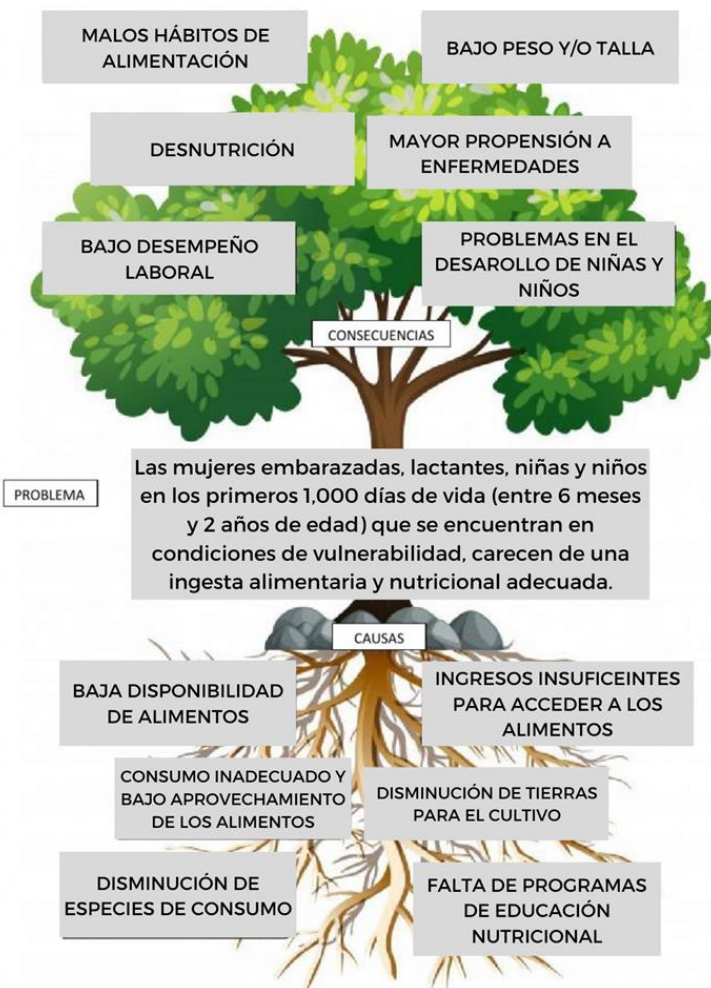 MALOS HÁBITOS DE
ALIMENTACIÓN
BAJO PESO Y/O TALLA
DESNUTRICIÓN
MAYOR PROPENSIÓN A
ENFERMEDADES
BAJO DESEMPEÑO
LABORAL
PROBLEMAS EN EL
DESAROLLO DE NIÑAS Y
NIÑOS
CONSECUENCIAS
PROBLEMA
Las mujeres embarazadas, lactantes, niñas y niños
en los primeros 1,000 días de vida (entre 6 meses
y 2 años de edad) que se encuentran en
condiciones de vulnerabilidad, carecen de una
ingesta alimentaria y nutricional adecuada.
CAUSAS
BAJA DISPONIBILIDAD
DE ALIMENTOS
INGRESOS INSUFICEINTES
PARA ACCEDER A LOS
ALIMENTOS
CONSUMO INADECUADO Y
BAJO APROVECHAMIENTO
DE LOS ALIMENTOS
DISMINUCIÓN DE TIERRAS
PARA EL CULTIVO
DISMINUCIÓN DE
ESPECIES DE CONSUMO
FALTA DE PROGRAMAS
DE EDUCACIÓN
NUTRICIONAL